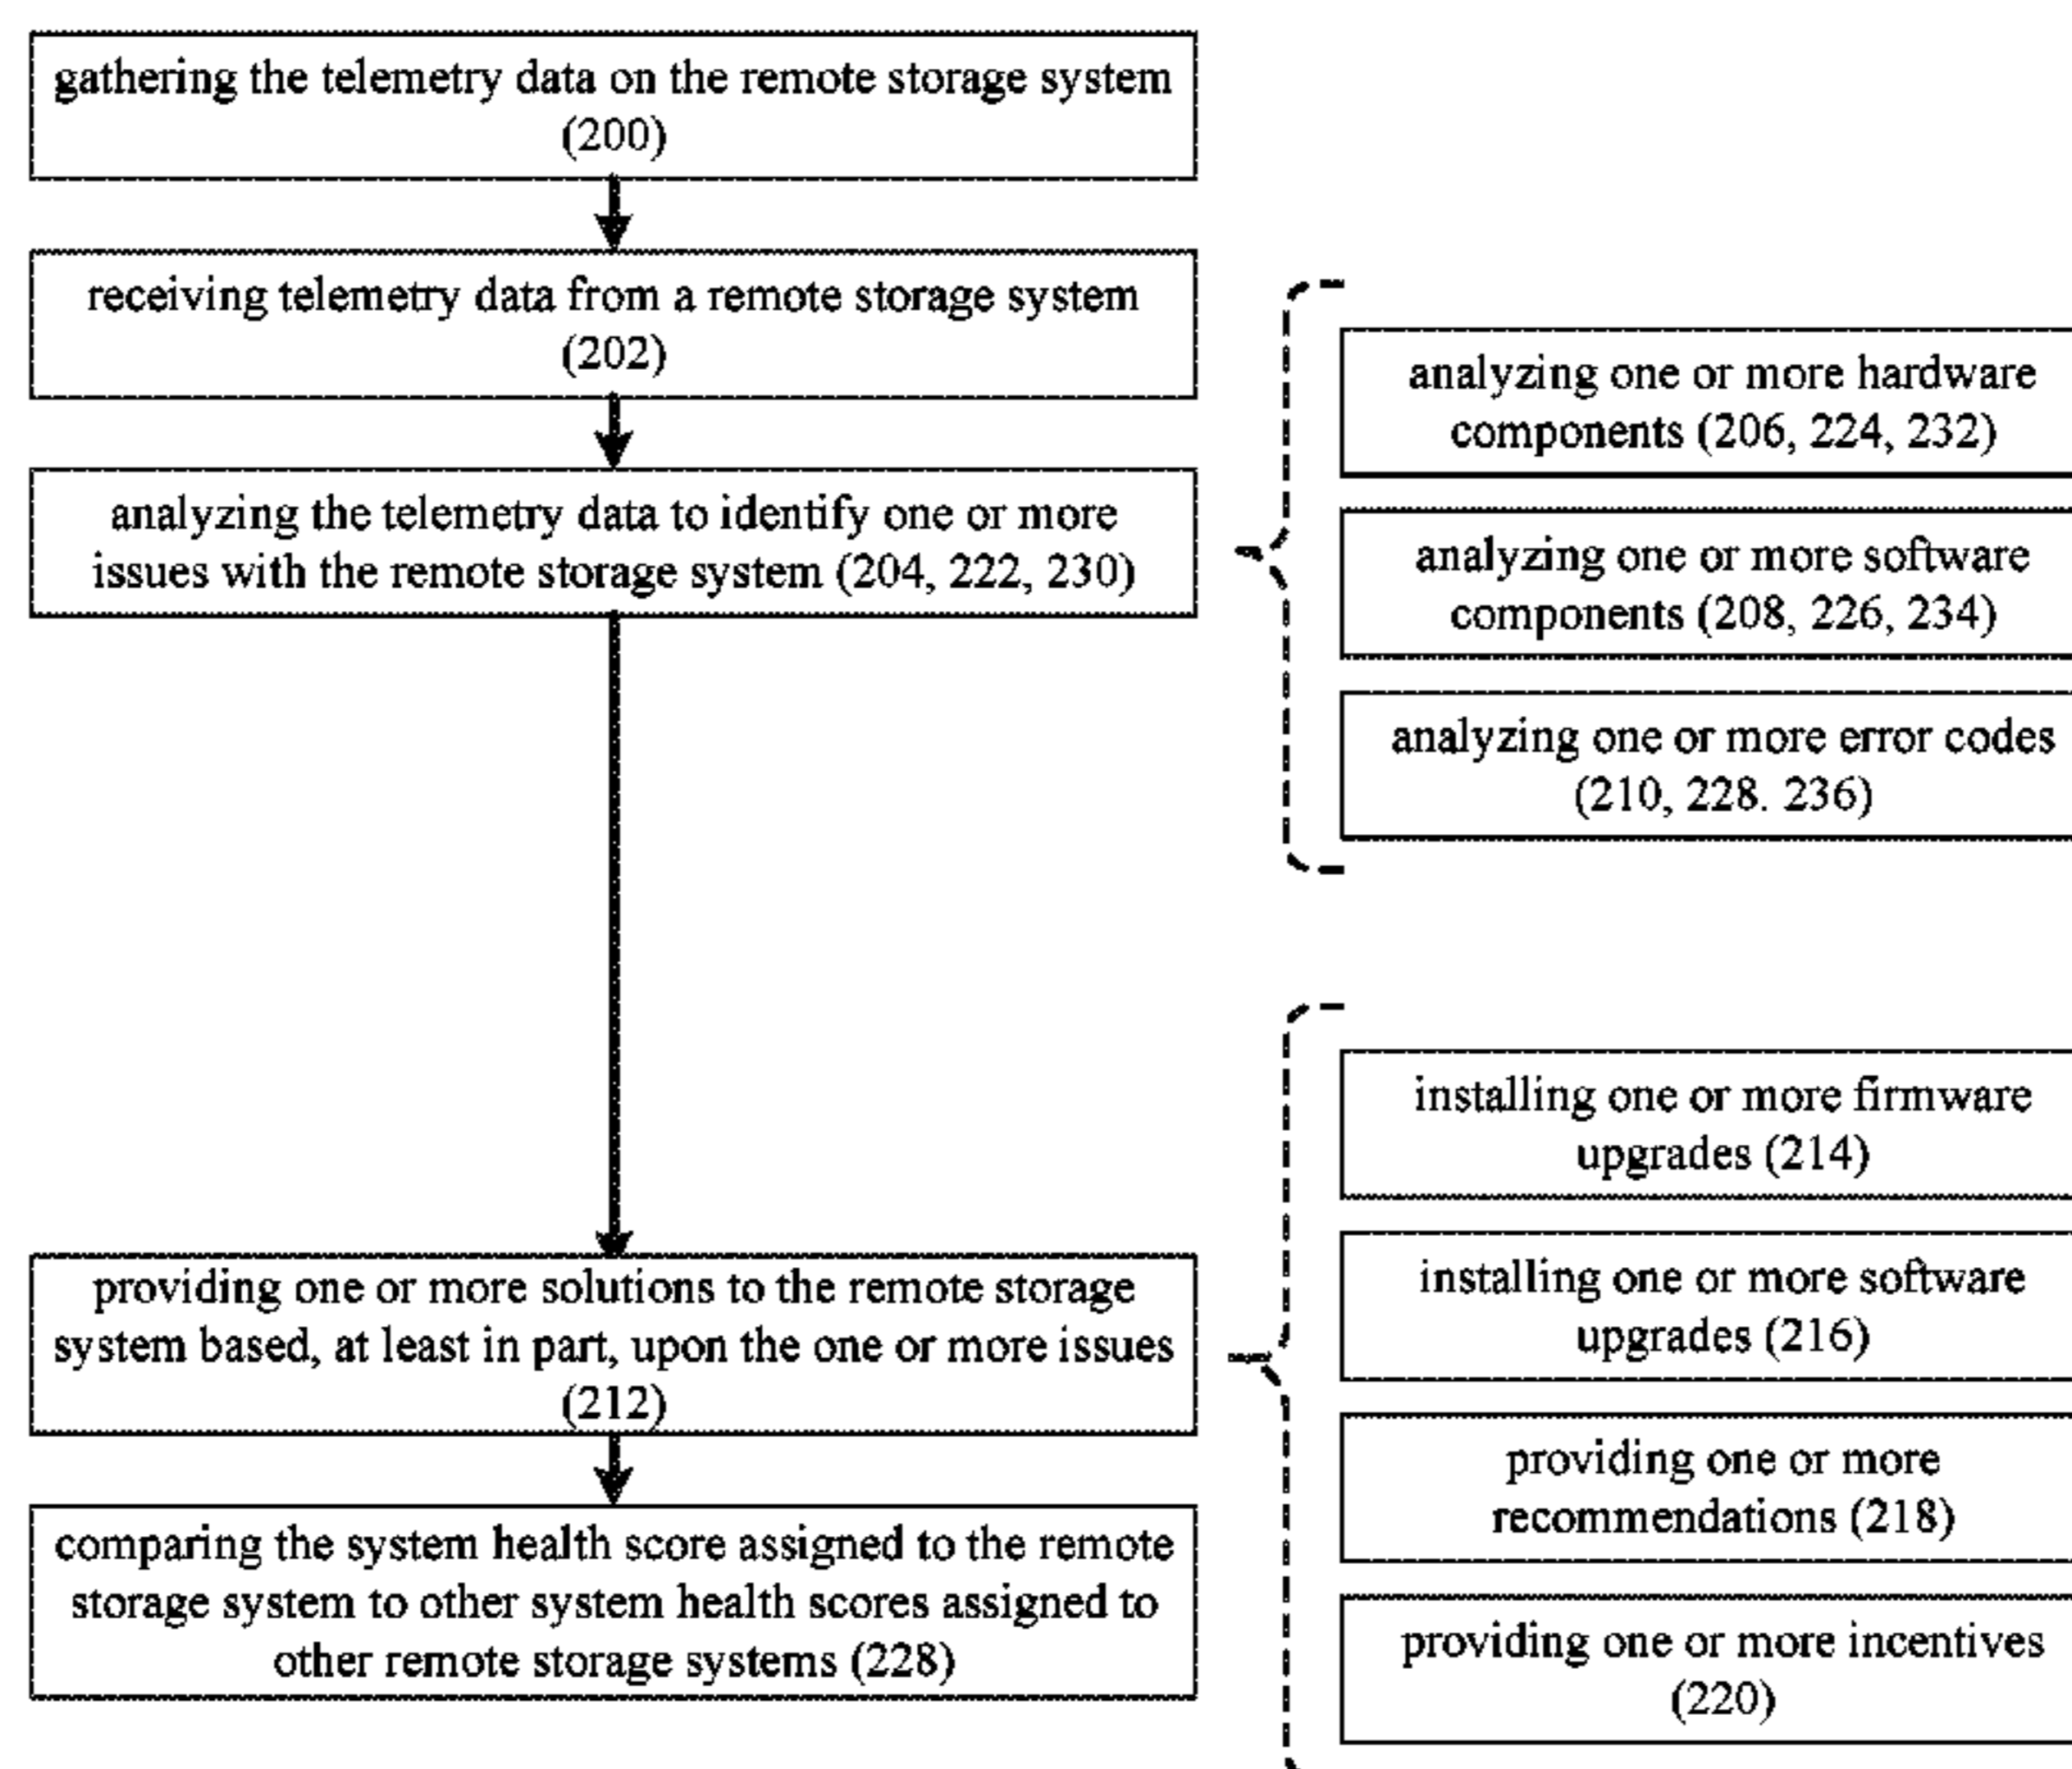 gathering the telemetry data on the remote storage system
(200)
receiving telemetry data from a remote storage system
(202)
analyzing the telemetry data to identify one or more
issues with the remote storage system (204, 222, 230)
analyzing one or more hardware
components (206, 224, 232)
analyzing one or more software
components (208, 226, 234)
analyzing one or more error codes
(210, 228. 236)
providing one or more solutions to the remote storage
system based, at least in part, upon the one or more issues
(212)
installing one or more firmware
upgrades (214)
installing one or more software
upgrades (216)
providing one or more
recommendations (218)
providing one or more incentives
(220)
comparing the system health score assigned to the remote
storage system to other system health scores assigned to
other remote storage systems (228)